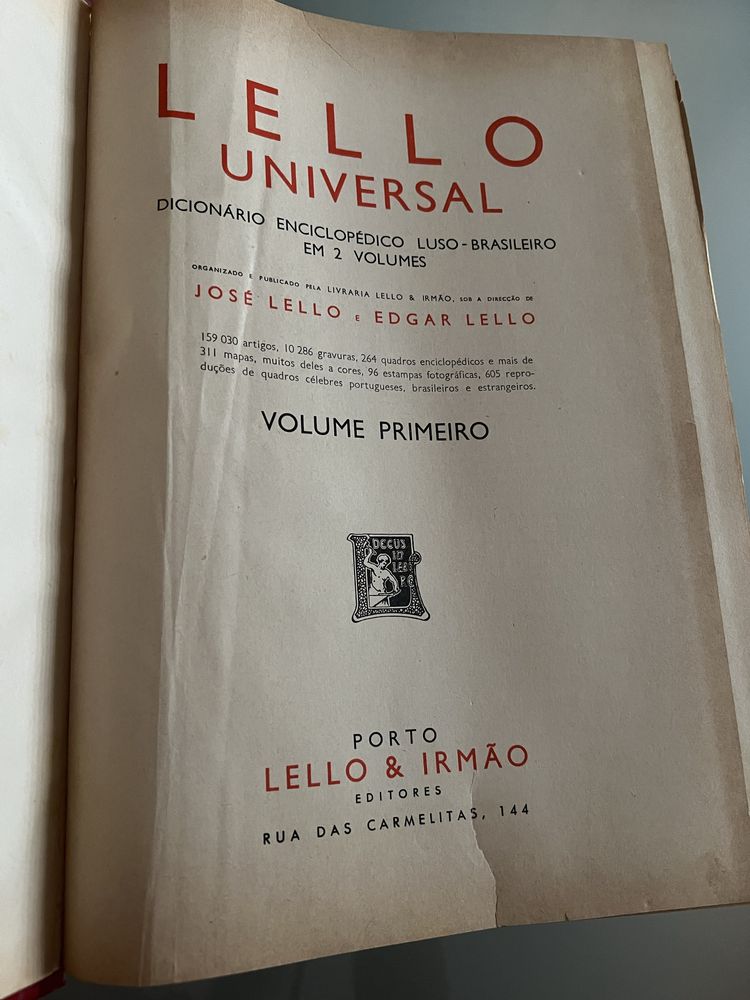 LELLO
UNIVERSAL
DICIONÁRIO ENCICLOPÉDICO LUSO-BRASILEIRO
EM 2 VOLUMES
ORGANIZADO E PUBLICADO PELA LIVRARIA LELLO & IRMÃO, SOB A DIRECÇÃO DE
JOSÉ LELLO E EDGAR LELLO
159 030 artigos, 10 286 gravuras, 264 quadros enciclopédicos e mais de
311 mapas, muitos deles a cores, 96 estampas fotográficas, 605 repro-
duções de quadros célebres portugueses, brasileiros e estrangeiros.
VOLUME PRIMEIRO
DECUS
PORTO
LELLO & IRMÃO
EDITORES
RUA DAS CARMELITAS, 144